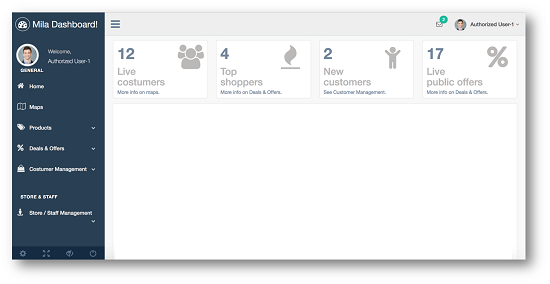 Mila Dashboard!
2
Authorized User-1
Welcome,
Authorized User-1
GENERAL
Home
Maps
Products
Deals & Offers
Costumer Management
STORE & STAFF
Store / Staff Management
12
Live
costumers
More info on maps.
4
Top
shoppers
More info on Deals & Offers.
2
New
customers
See Customer Management.
17
Live
public offers
More info on Deals & Offers.